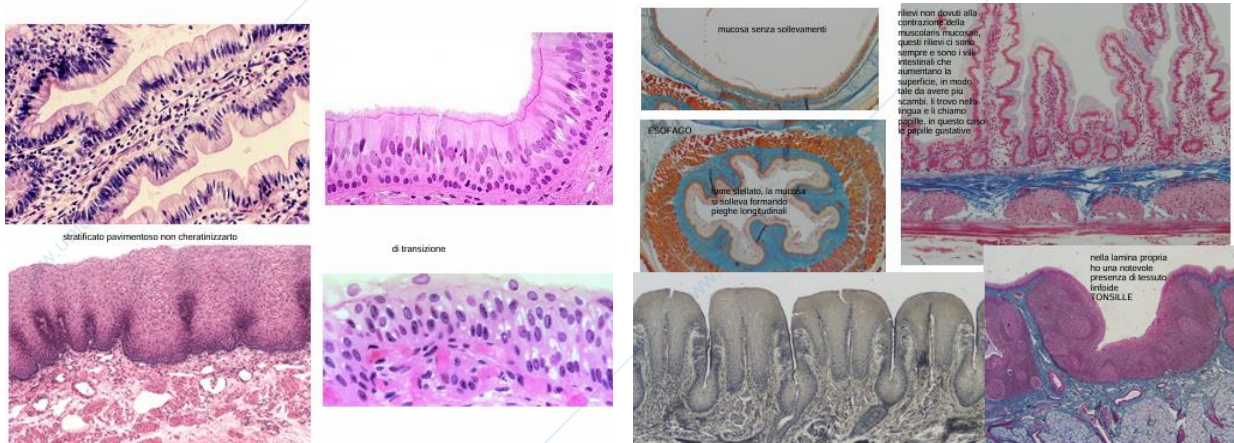 stratificato pavimentoso non cheratinizzarto
di transizione
mucosa senza sollevamenti
ESOFAGO
lume stellato, la mucosa
si solleva formando
pieghe longitudinali
rilievi non dovuti alla
contrazione della
muscolaris mucosae,
questi rilievi ci sono
sempre e sono i villi
intestinali che
aumentano la
superficie, in modo
tale da avere più
scambi. li trovo nella
lingua e li chiamo
papille, in questo caso
le papille gustative
nella lamina propria
ho una notevole
presenza di tessuto
linfoide
TONSILLE